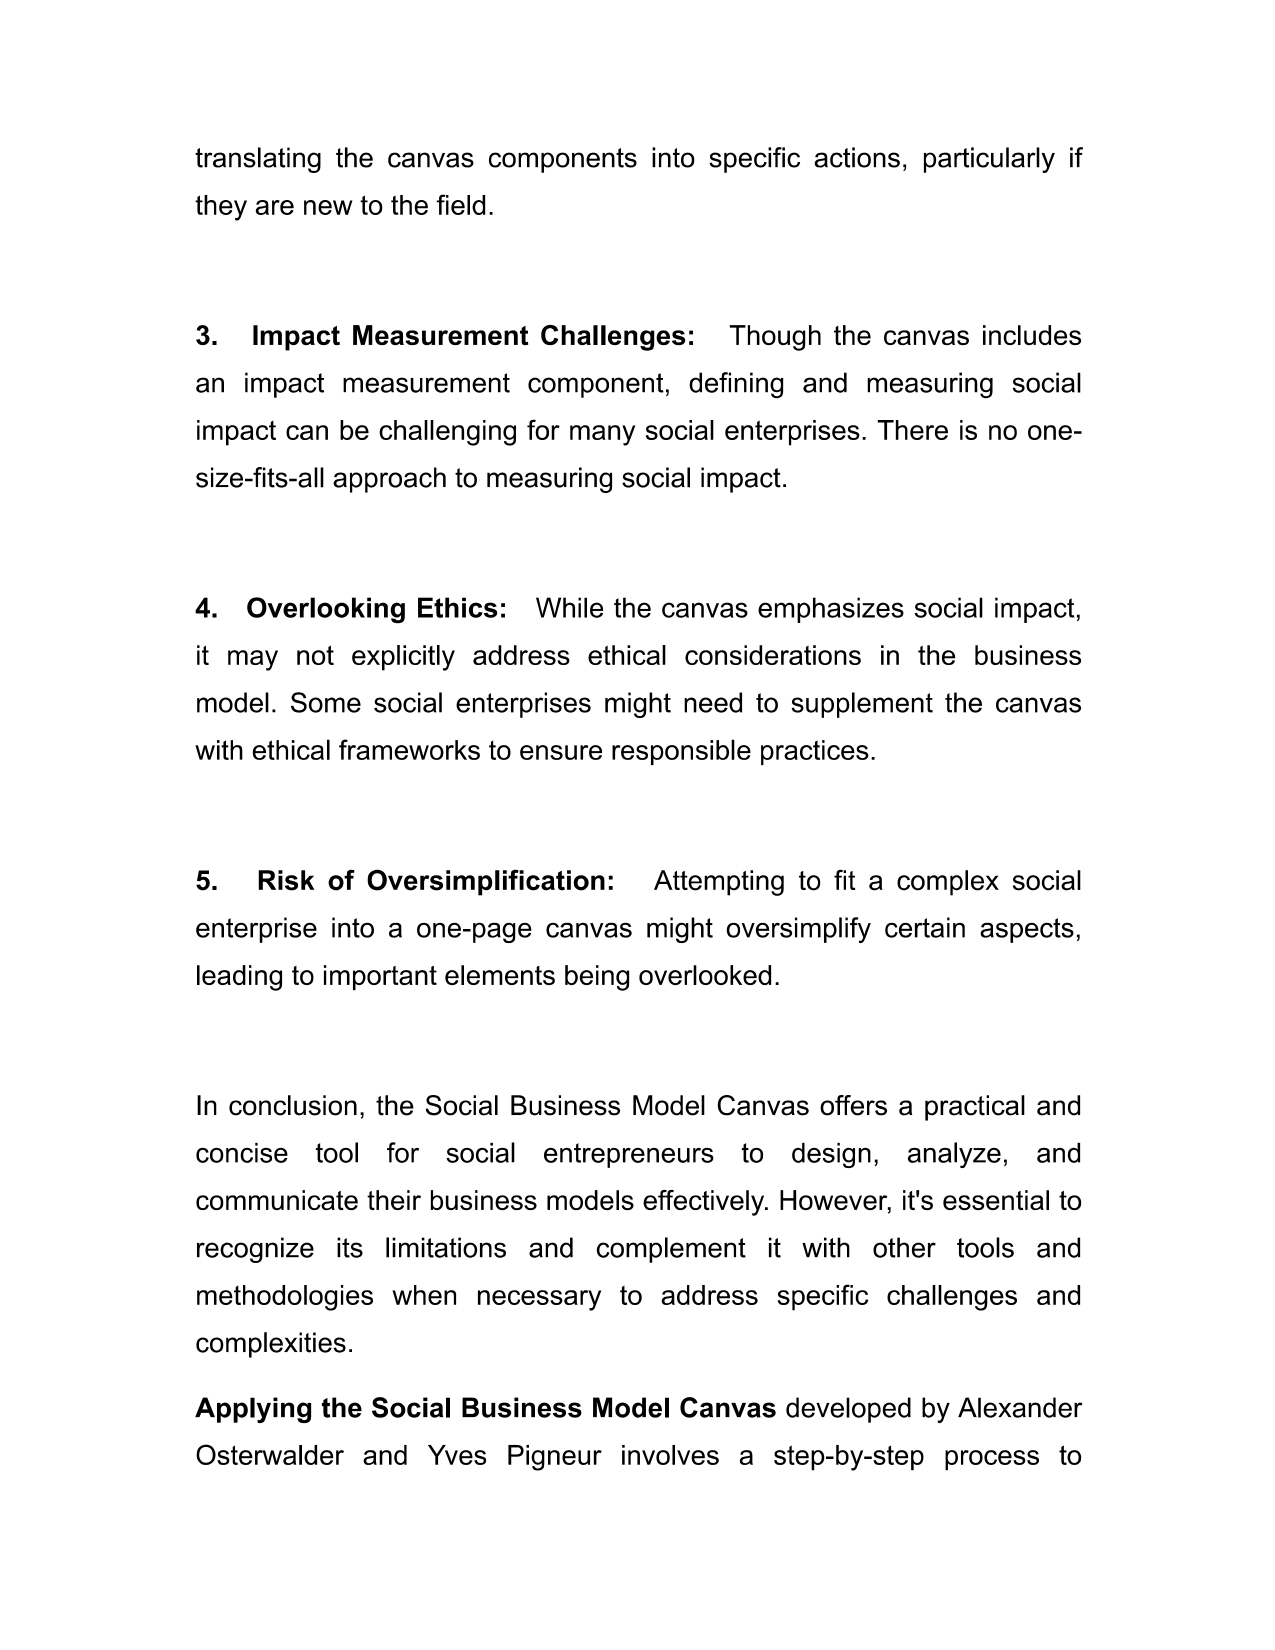 translating the canvas components into specific actions, particularly if
they are new to the field.
3. Impact Measurement Challenges: Though the canvas includes
an impact measurement component, defining and measuring social
impact can be challenging for many social enterprises. There is no one-
size-fits-all approach to measuring social impact.
4. Overlooking Ethics: While the canvas emphasizes social impact,
it may not explicitly address ethical considerations in the business
model. Some social enterprises might need to supplement the canvas
with ethical frameworks to ensure responsible practices.
5. Risk of Oversimplification: Attempting to fit a complex social
enterprise into a one-page canvas might oversimplify certain aspects,
leading to important elements being overlooked.
In conclusion, the Social Business Model Canvas offers a practical and
concise tool for social entrepreneurs to design, analyze, and
communicate their business models effectively. However, it's essential to
recognize its limitations and complement it with other tools and
methodologies when necessary to address specific challenges and
complexities.
Applying the Social Business Model Canvas developed by Alexander
Osterwalder and Yves Pigneur involves a step-by-step process to